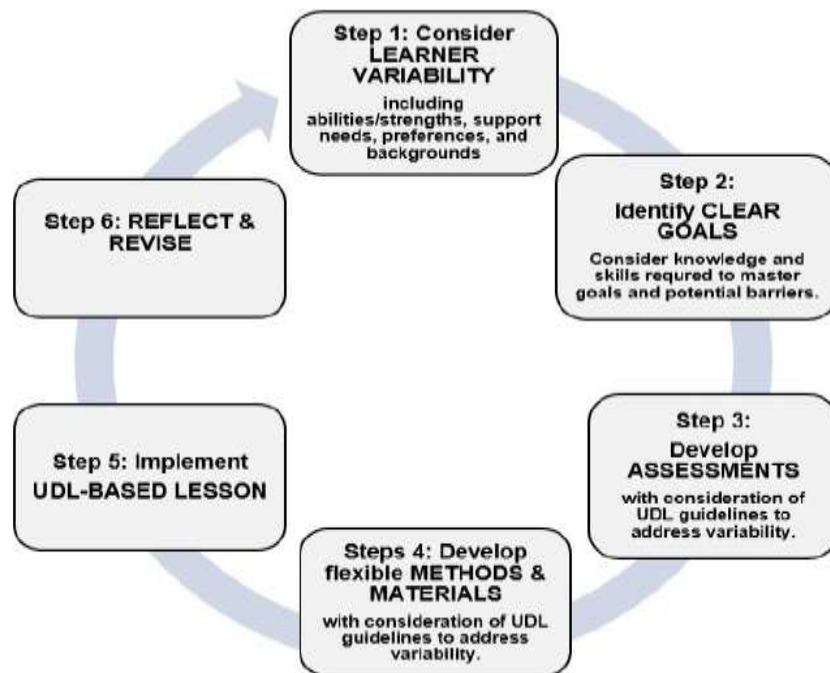 Step 1: Consider
LEARNER
VARIABILITY
including
abilities/strengths, support
needs, preferences, and
backgrounds
Step 2:
Identify CLEAR
GOALS
Consider knowledge and
skills requred to master
goals and potential barriers.
Step 3:
Develop
ASSESSMENTS
with consideration of
UDL guidelines to
address variability.
Steps 4: Develop
flexible METHODS &
MATERIALS
with consideration of UDL
guidelines to address
variability.
Step 5: Implement
UDL-BASED LESSON
Step 6: REFLECT &
REVISE